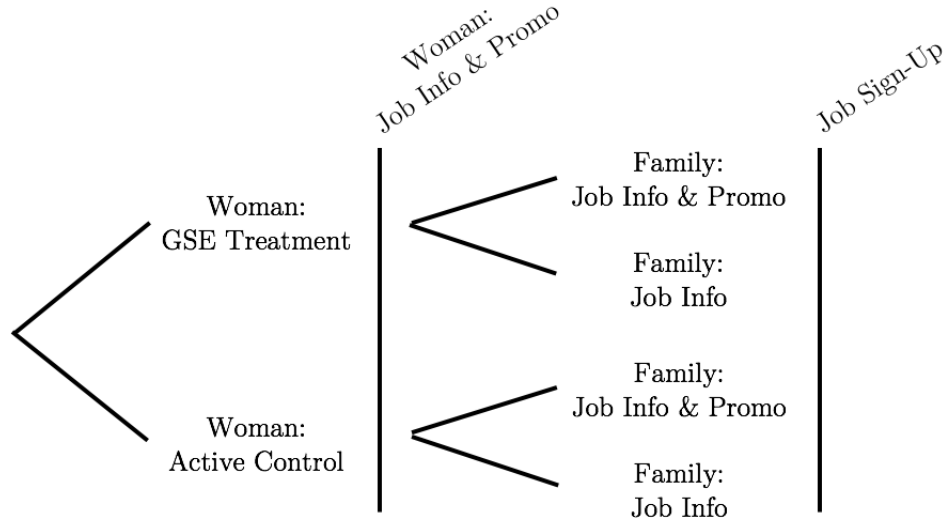 Woman:
Job Info & Promo
Job Sign-Up
Woman:
GSE Treatment
Family:
Job Info & Promo
Family:
Job Info
Woman:
Active Control
Family:
Job Info & Promo
Family:
Job Info